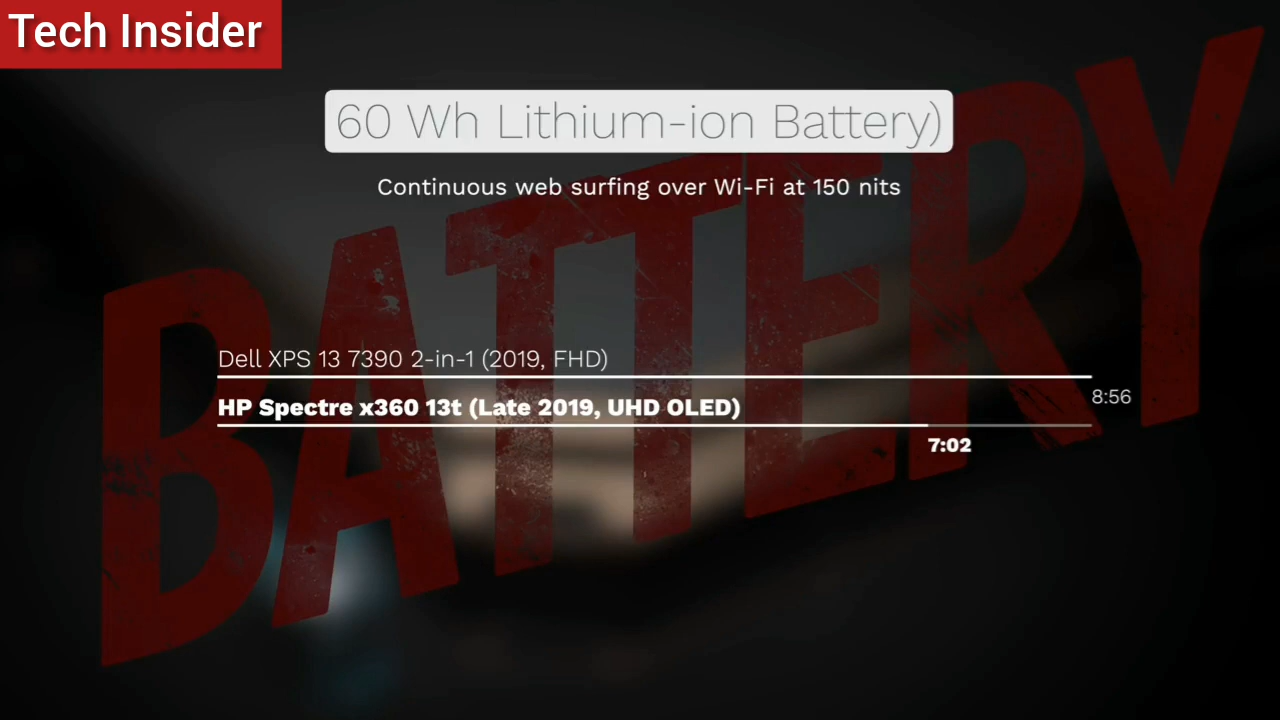 Tech Insider
60 Wh Lithium-ion Battery)
Continuous web surfing over Wi-Fi at 150 nits
BATTERY
Dell XPS 13 7390 2-in-1 (2019, FHD)
8:56
HP Spectre x360 13t (Late 2019, UHD OLED)
7:02